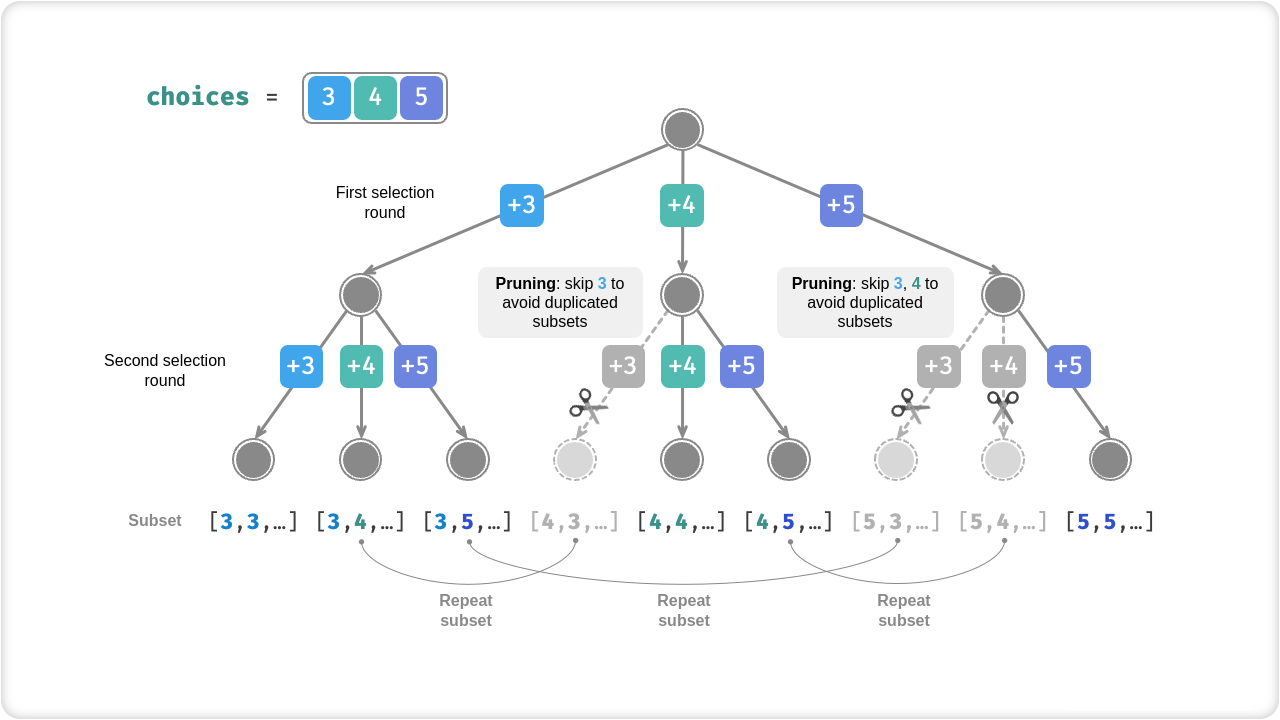 choices = 3 4 5
First selection
round
+3 +4 +5
Pruning: skip 3 to
avoid duplicated
subsets
Pruning: skip 3, 4 to
avoid duplicated
subsets
Second selection
round
+3 +4 +5 +3 +4 +5 +3 +4 +5
Subset [3,3,…] [3,4,…] [3,5,…] [4,3,…] [4,4,…] [4,5,…] [5,3,…] [5,4,…] [5,5,…]
Repeat
subset
Repeat
subset
Repeat
subset